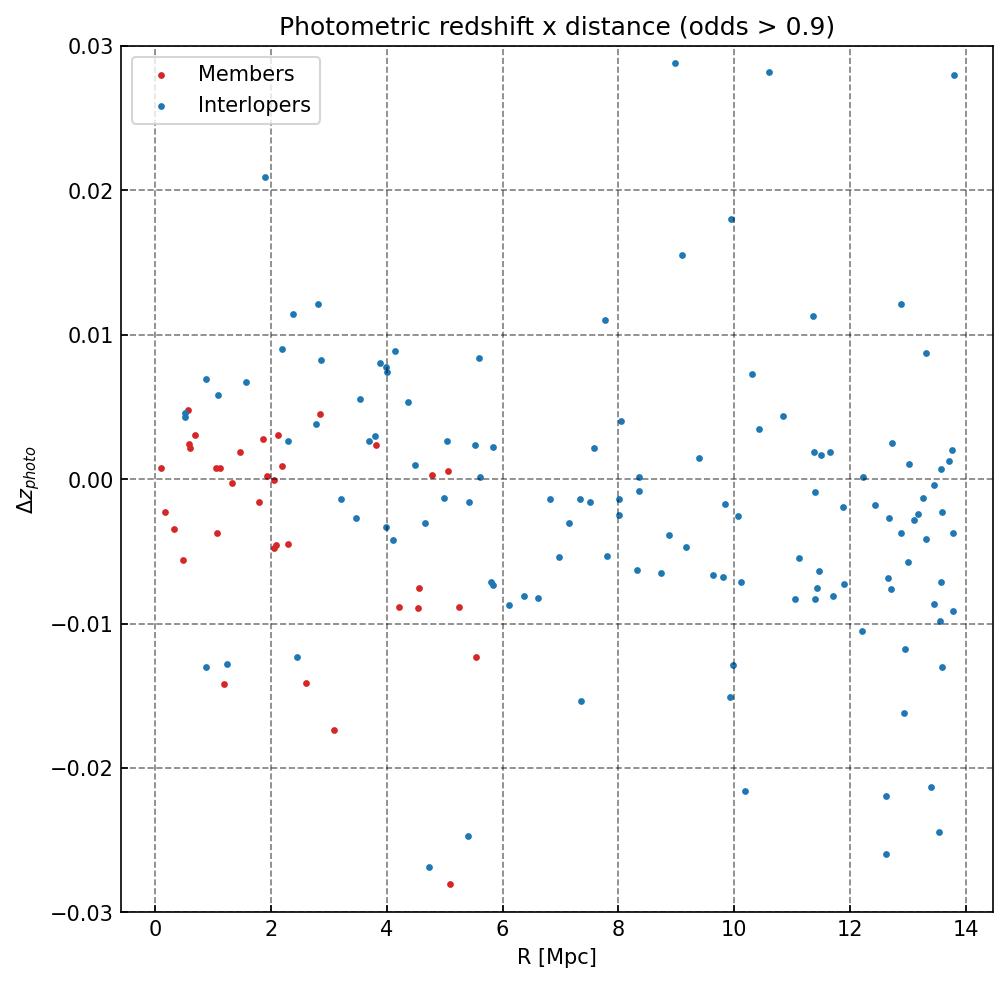 Photometric redshift x distance (odds > 0.9)
Members
Interlopers
0.03
0.02
0.01
0.00
−0.01
−0.02
−0.03
Δz_photo
0 2 4 6 8 10 12 14
R [Mpc]